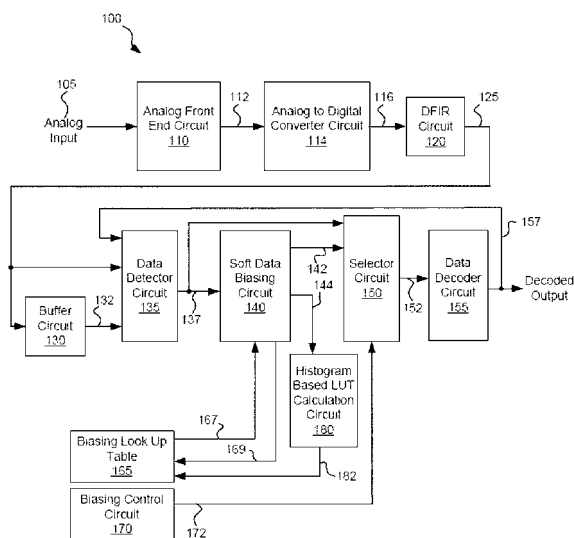 100
105
Analog
Input
Analog Front
End Circuit
110
112
Analog to Digital
Converter Circuit
114
116
DFIR
Circuit
120
125
157
Data
Detector
Circuit
135
137
Soft Data
Biasing
Circuit
140
142
144
Selector
Circuit
150
152
Data
Decoder
Circuit
155
Decoded
Output
Buffer
Circuit
130
132
Histogram
Based LUT
Calculation
Circuit
180
182
Biasing Look Up
Table
165
167
169
Biasing Control
Circuit
170
172